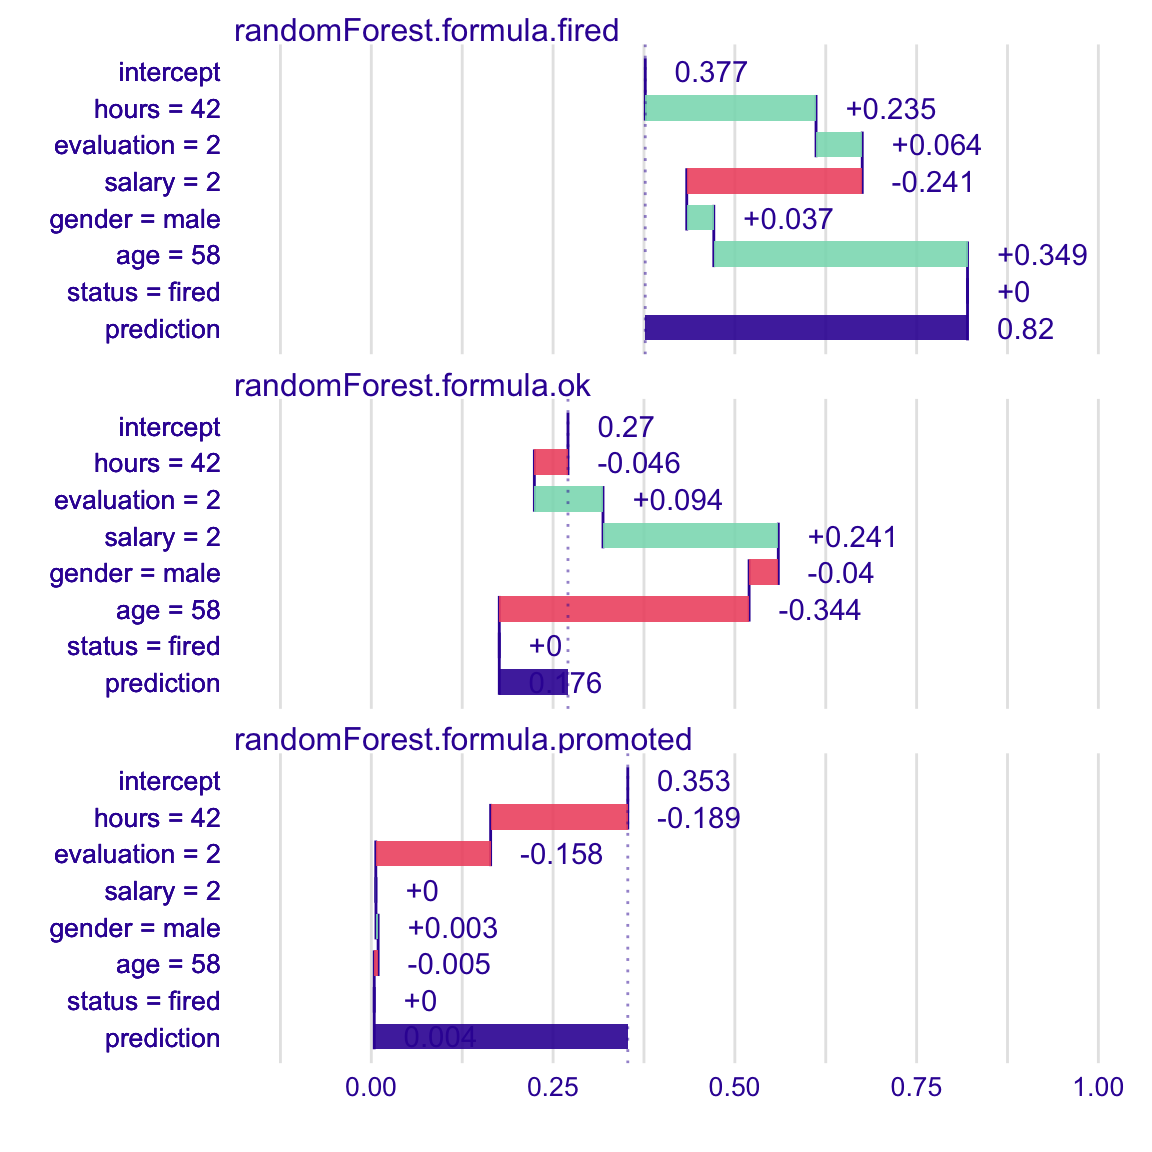 randomForest.formula.fired
intercept 0.377
hours = 42 +0.235
evaluation = 2 +0.064
salary = 2 -0.241
gender = male +0.037
age = 58 +0.349
status = fired +0
prediction 0.82
randomForest.formula.ok
intercept 0.27
hours = 42 -0.046
evaluation = 2 +0.094
salary = 2 +0.241
gender = male -0.04
age = 58 -0.344
status = fired +0
prediction 0.176
randomForest.formula.promoted
intercept 0.353
hours = 42 -0.189
evaluation = 2 -0.158
salary = 2 +0
gender = male +0.003
age = 58 -0.005
status = fired +0
prediction 0.004
0.00 0.25 0.50 0.75 1.00